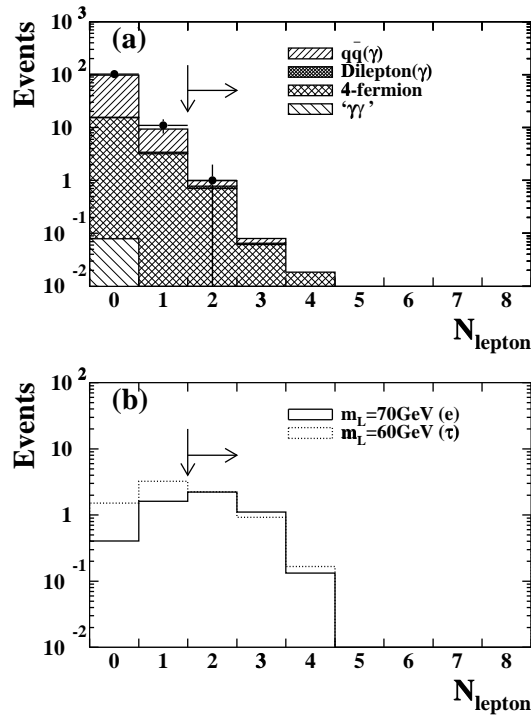 Events
(a)
qq̄(γ)
Dilepton(γ)
4-fermion
‘γγ’
10³
10²
10
1
10⁻¹
10⁻²
0 1 2 3 4 5 6 7 8
N_lepton
Events
(b)
m_L=70GeV (e)
m_L=60GeV (τ)
10²
10
1
10⁻¹
10⁻²
0 1 2 3 4 5 6 7 8
N_lepton